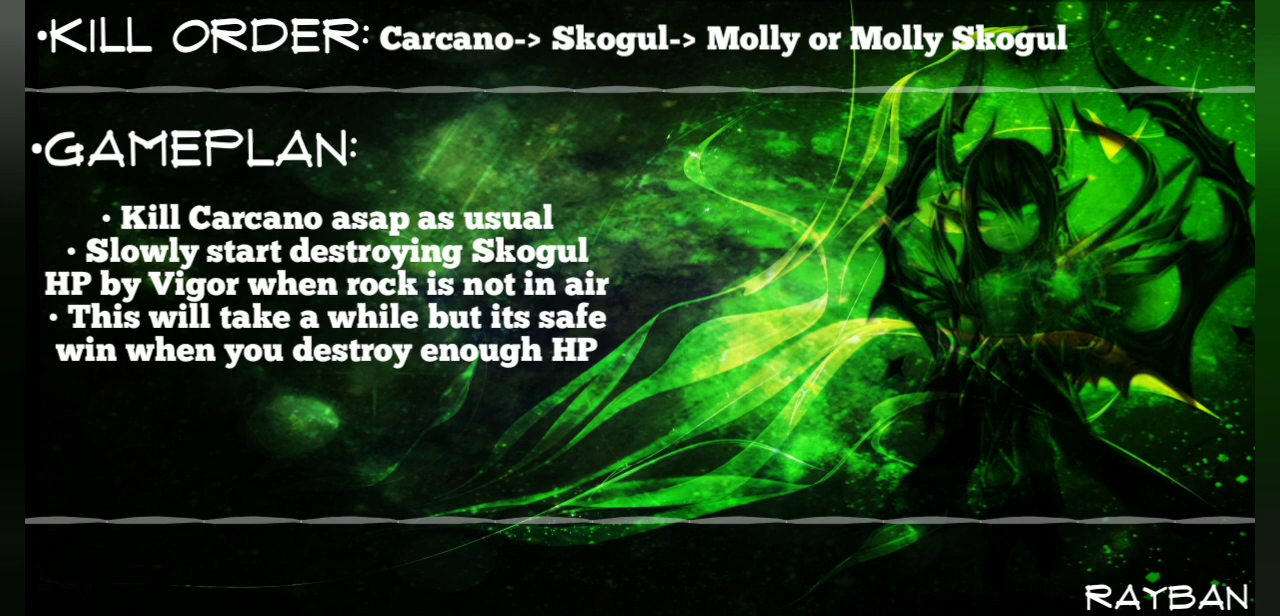 •KILL ORDER: Carcano-> Skogul-> Molly or Molly Skogul
•GAMEPLAN:
• Kill Carcano asap as usual
• Slowly start destroying Skogul
HP by Vigor when rock is not in air
• This will take a while but its safe
win when you destroy enough HP
RAYBAN